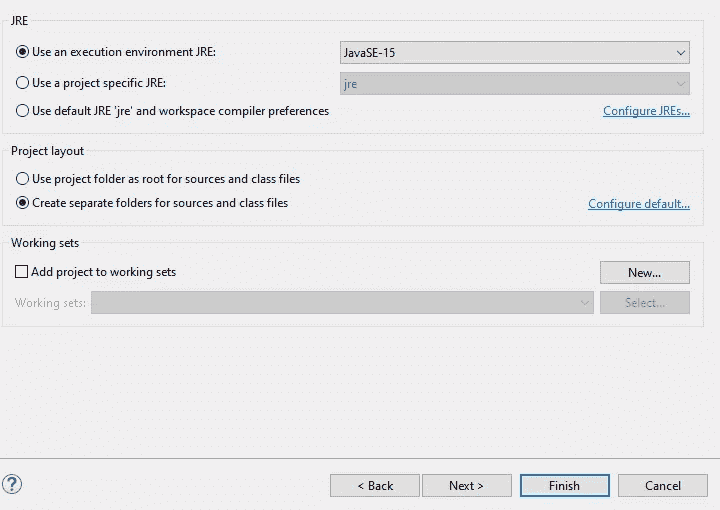 JRE
Use an execution environment JRE: JavaSE-15
Use a project specific JRE: jre
Use default JRE 'jre' and workspace compiler preferences Configure JREs...
Project layout
Use project folder as root for sources and class files
Create separate folders for sources and class files Configure default...
Working sets
Add project to working sets New...
Working sets: Select...
? < Back Next > Finish Cancel